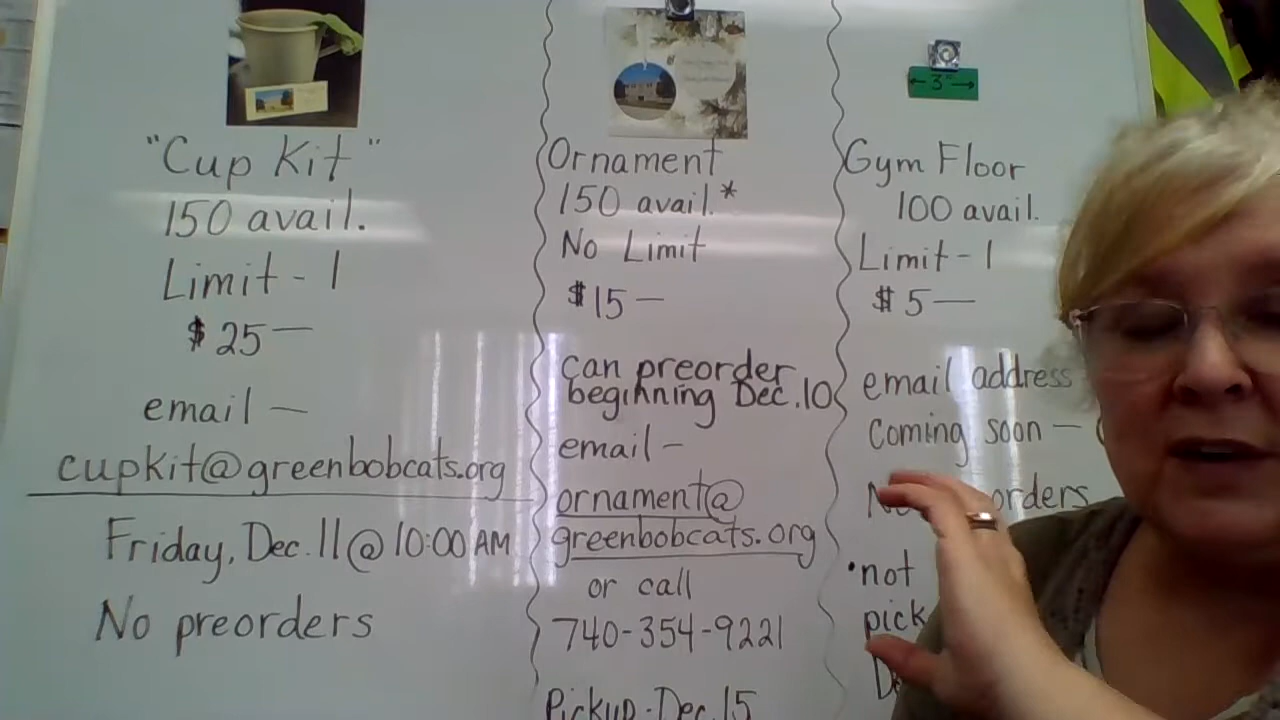 "Cup Kit"
150 avail.
Limit - 1
$ 25 —
email —
cupkit@greenbobcats.org
Friday, Dec. 11 @ 10:00 AM
No preorders
Ornament
150 avail.*
No Limit
$ 15 —
can preorder
beginning Dec. 10
email —
ornament@
greenbobcats.org
or call
740-354-9221
Pickup - Dec. 15
← 3" →
Gym Floor
100 avail.
Limit - 1
$ 5 —
email address
coming soon —
orders
• not
pick